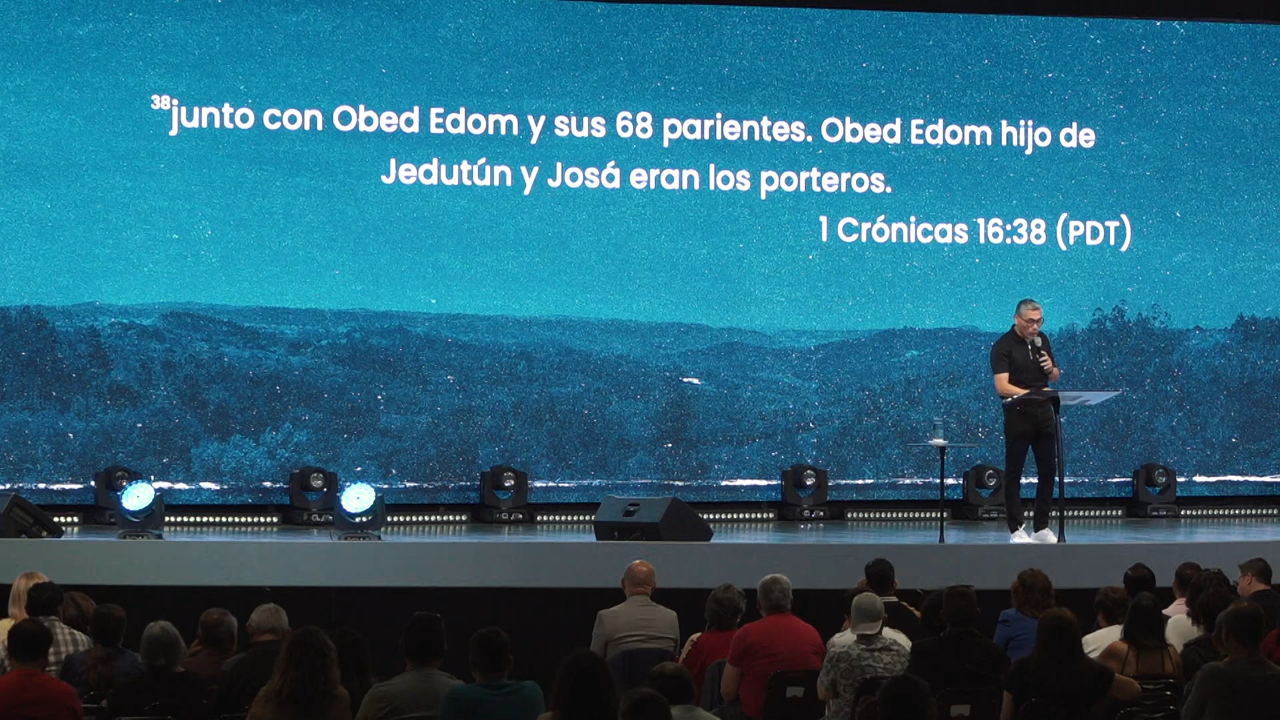 ³⁸junto con Obed Edom y sus 68 parientes. Obed Edom hijo de
Jedutún y Josá eran los porteros.
1 Crónicas 16:38 (PDT)